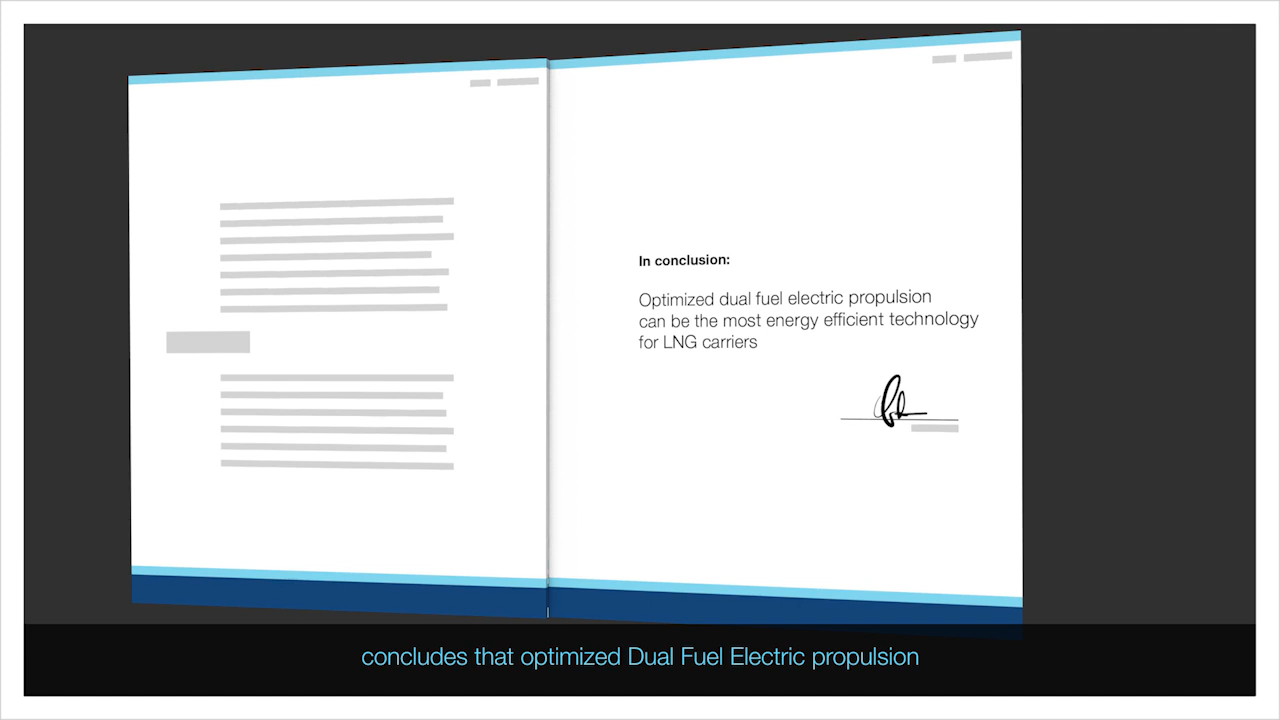 In conclusion:
Optimized dual fuel electric propulsion
can be the most energy efficient technology
for LNG carriers
concludes that optimized Dual Fuel Electric propulsion